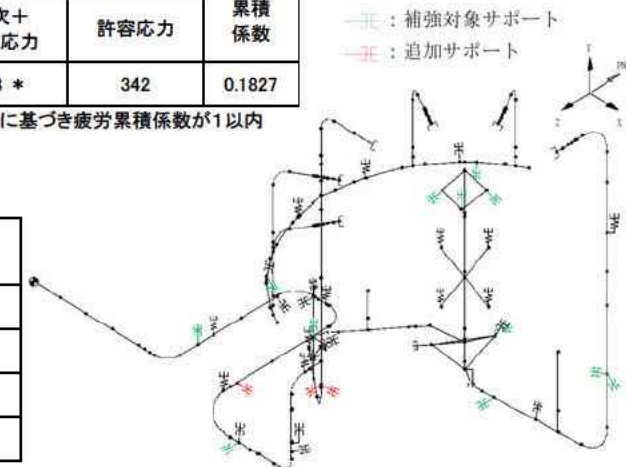 次＋
応力
許容応力
累積
係数
*
342
0.1827
に基づき疲労累積係数が１以内
：補強対象サポート
：追加サポート
Y
Z
X